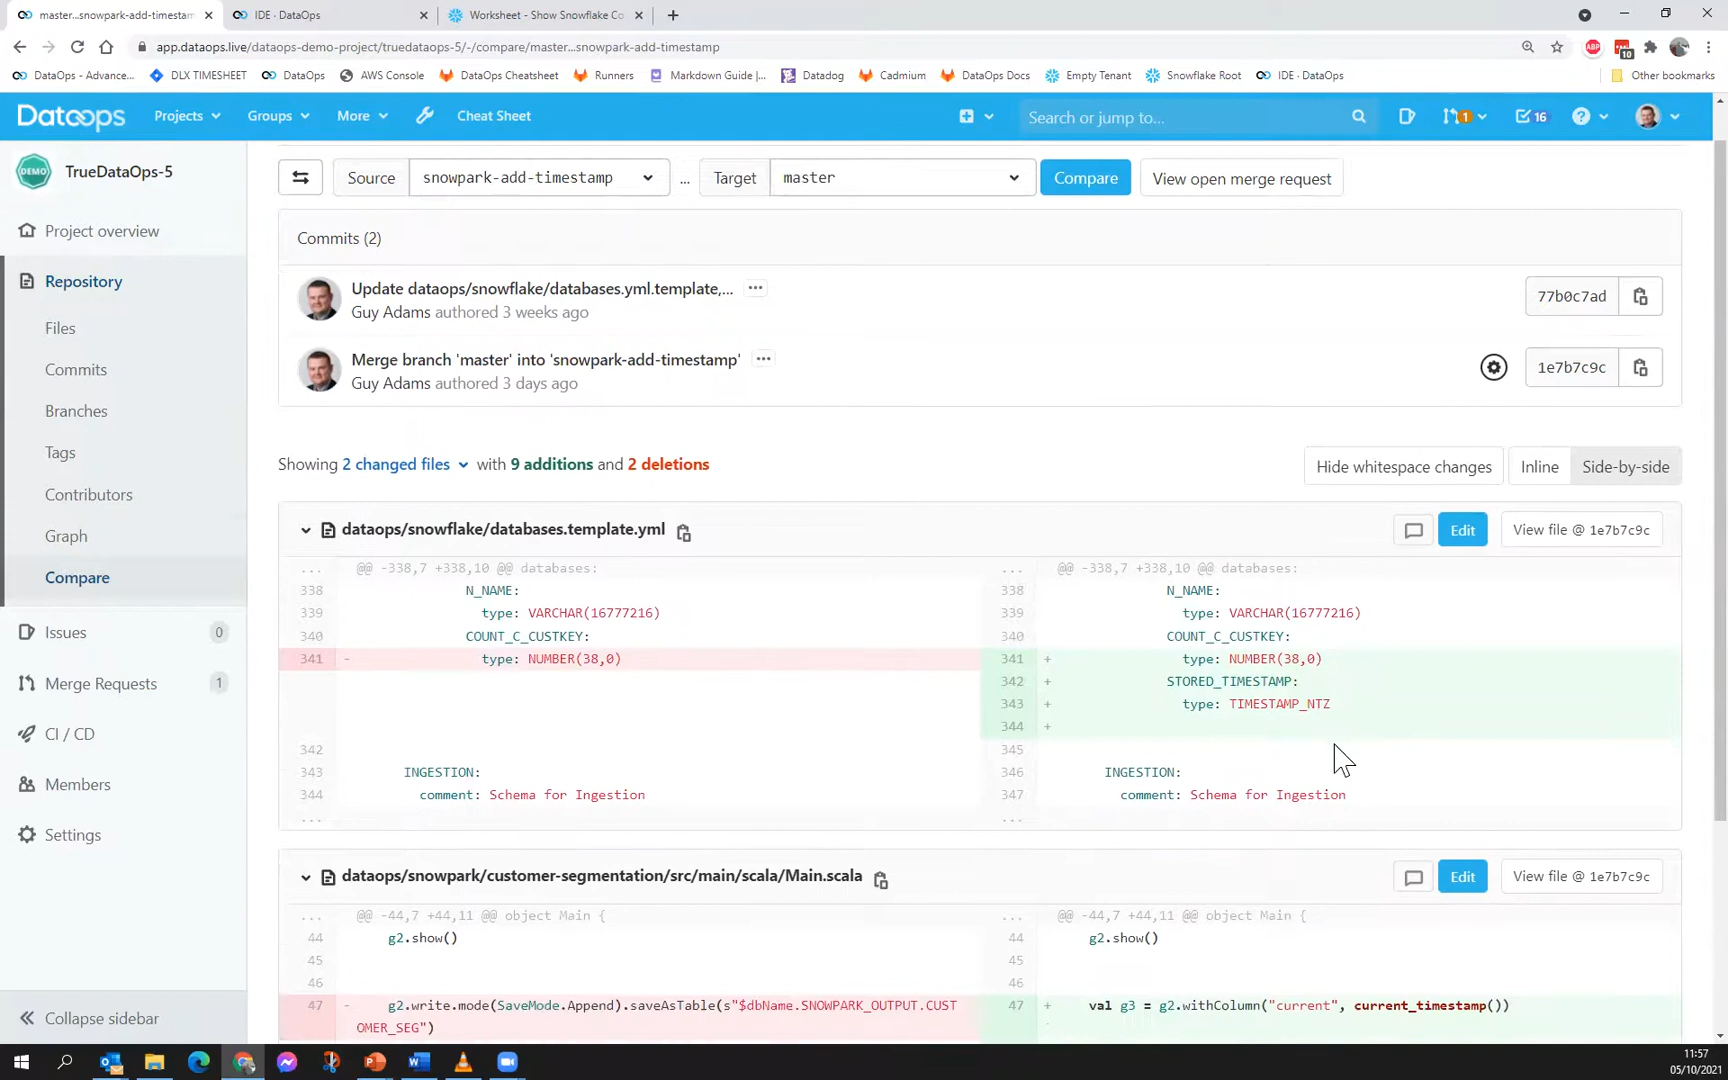 master...snowpark-add-timestam
IDE · DataOps
Worksheet - Show Snowflake Co
app.dataops.live/dataops-demo-project/truedataops-5/-/compare/master...snowpark-add-timestamp
DataOps - Advance...
DLX TIMESHEET
DataOps
AWS Console
DataOps Cheatsheet
Runners
Markdown Guide |...
Datadog
Cadmium
DataOps Docs
Empty Tenant
Snowflake Root
IDE · DataOps
Other bookmarks
ABP
10
Dataops
Projects
Groups
More
Cheat Sheet
Search or jump to...
1
16
DEMO
TrueDataOps-5
Source
snowpark-add-timestamp
...
Target
master
Compare
View open merge request
Project overview
Repository
Files
Commits
Branches
Tags
Contributors
Graph
Compare
Issues
0
Merge Requests
1
CI / CD
Members
Settings
Collapse sidebar
Commits (2)
Update dataops/snowflake/databases.yml.template,...
Guy Adams authored 3 weeks ago
77b0c7ad
Merge branch 'master' into 'snowpark-add-timestamp'
Guy Adams authored 3 days ago
1e7b7c9c
Showing 2 changed files with 9 additions and 2 deletions
Hide whitespace changes
Inline
Side-by-side
dataops/snowflake/databases.template.yml
Edit
View file @ 1e7b7c9c
... @@ -338,7 +338,10 @@ databases:
338 N_NAME:
339 type: VARCHAR(16777216)
340 COUNT_C_CUSTKEY:
341 - type: NUMBER(38,0)
342
343 INGESTION:
344 comment: Schema for Ingestion
...
... @@ -338,7 +338,10 @@ databases:
338 N_NAME:
339 type: VARCHAR(16777216)
340 COUNT_C_CUSTKEY:
341 + type: NUMBER(38,0)
342 + STORED_TIMESTAMP:
343 + type: TIMESTAMP_NTZ
344 +
345
346 INGESTION:
347 comment: Schema for Ingestion
...
dataops/snowpark/customer-segmentation/src/main/scala/Main.scala
Edit
View file @ 1e7b7c9c
... @@ -44,7 +44,11 @@ object Main {
44 g2.show()
45
46
47 - g2.write.mode(SaveMode.Append).saveAsTable(s"$dbName.SNOWPARK_OUTPUT.CUST
OMER_SEG")
... @@ -44,7 +44,11 @@ object Main {
44 g2.show()
45
46
47 + val g3 = g2.withColumn("current", current_timestamp())
11:57
05/10/2021